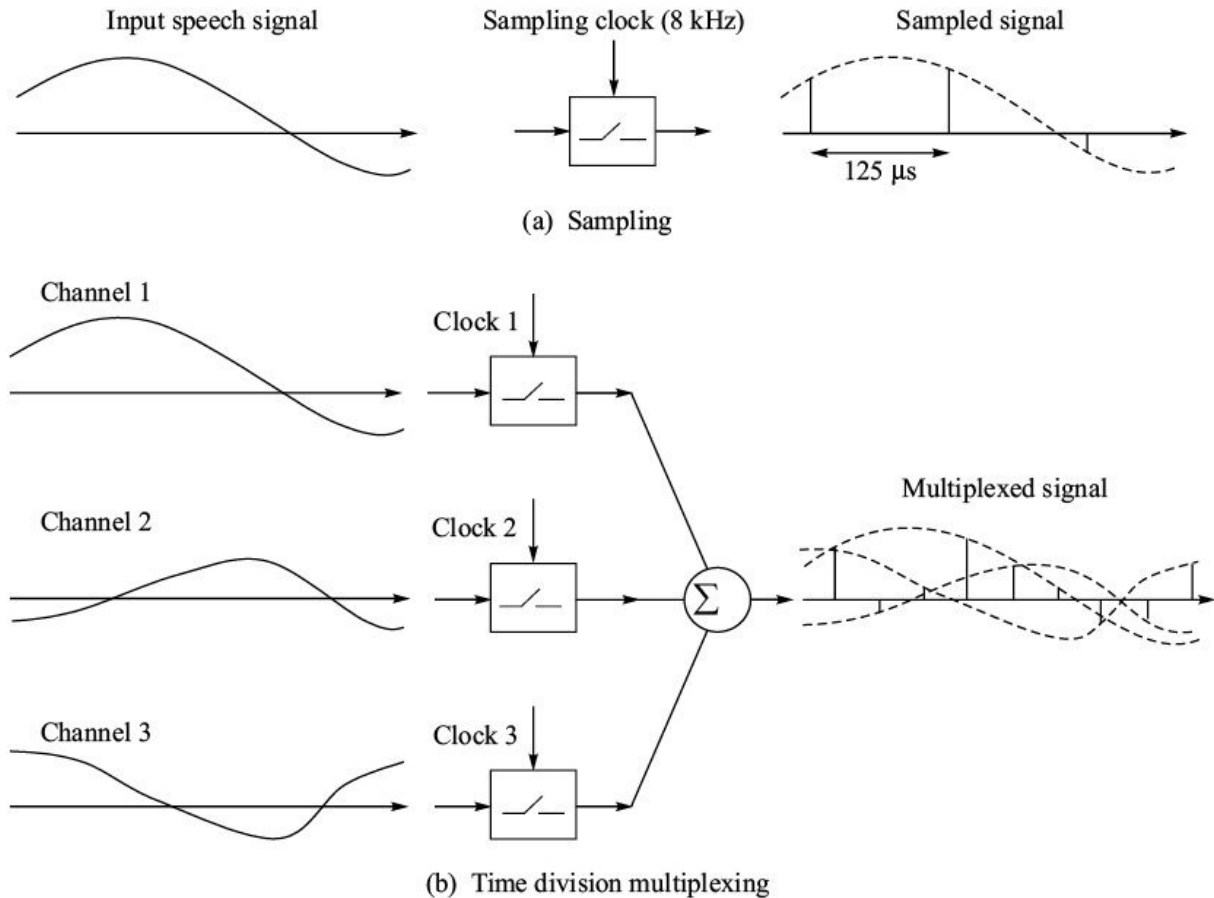 Input speech signal
Sampling clock (8 kHz)
Sampled signal
125 μs
(a) Sampling
Channel 1
Clock 1
Channel 2
Clock 2
Multiplexed signal
Σ
Channel 3
Clock 3
(b) Time division multiplexing